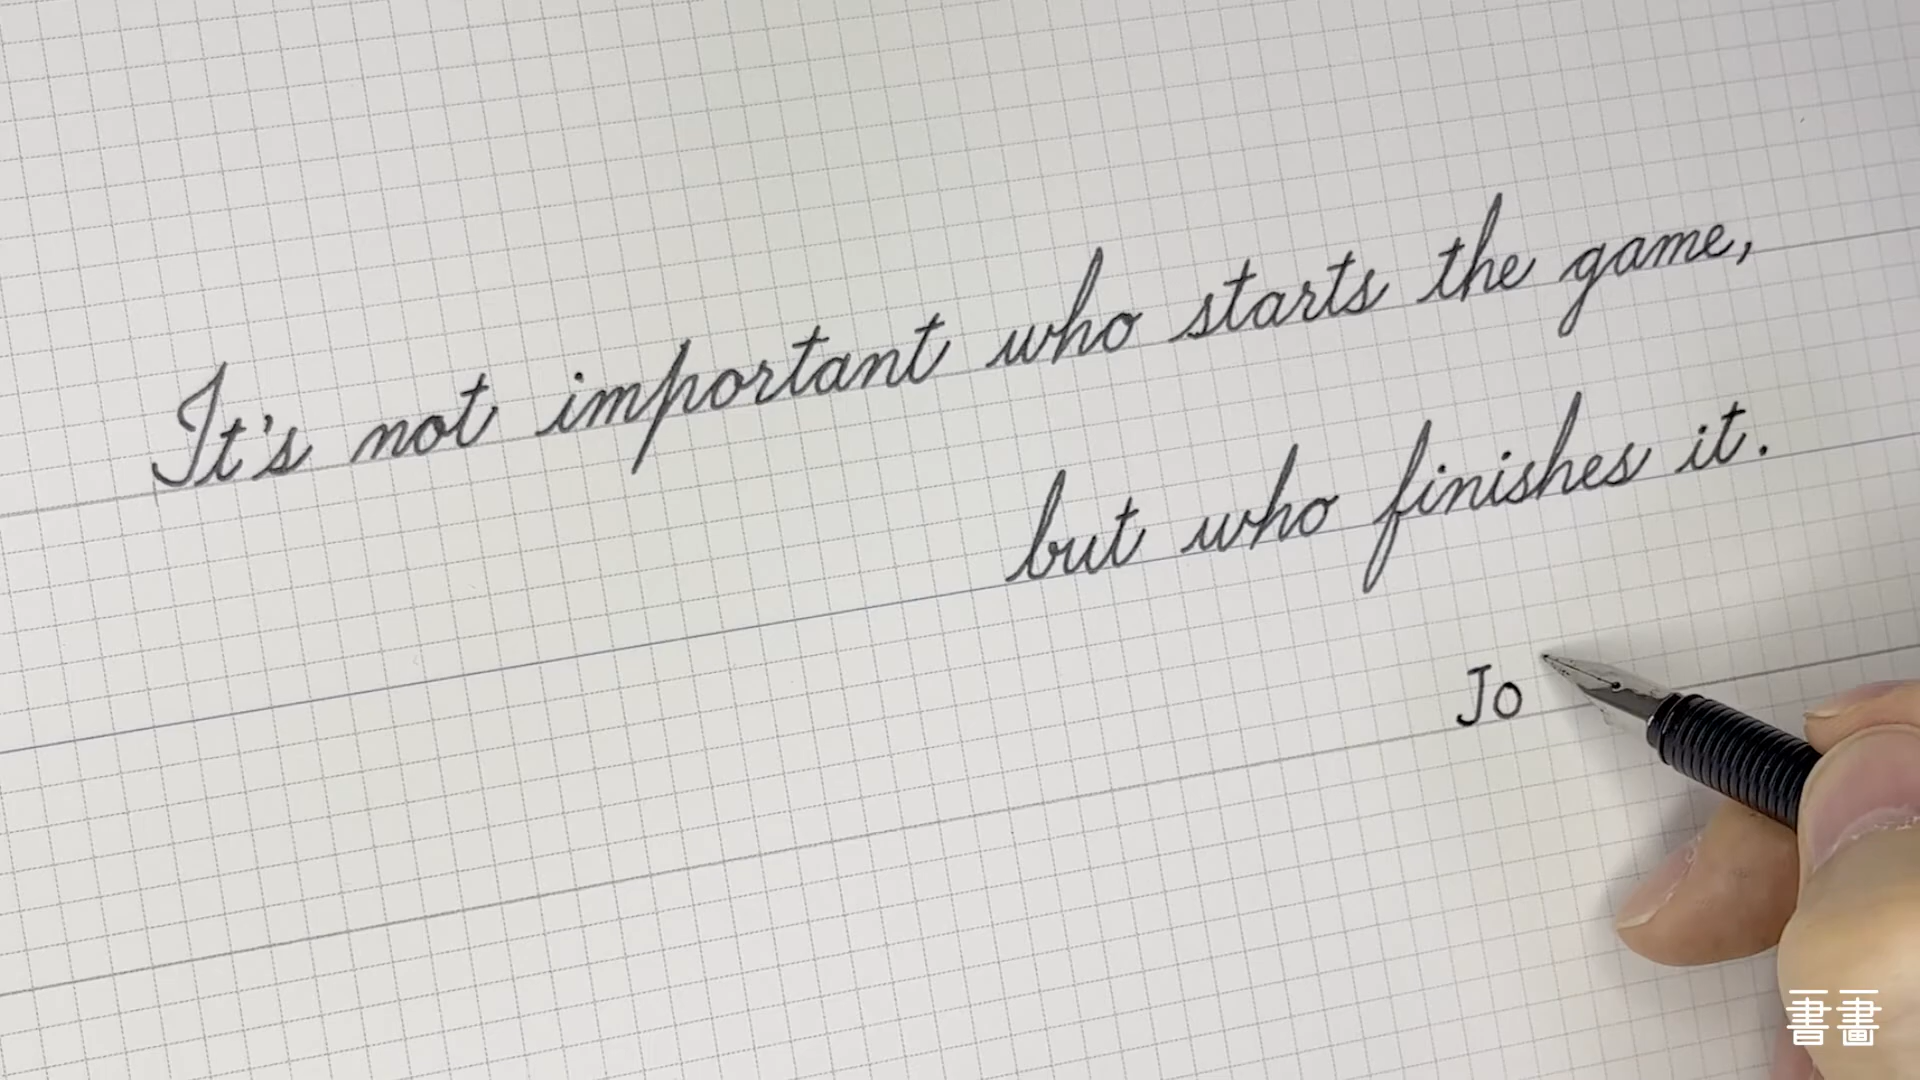 It's not important who starts the game,
but who finishes it.
Jo
書畫